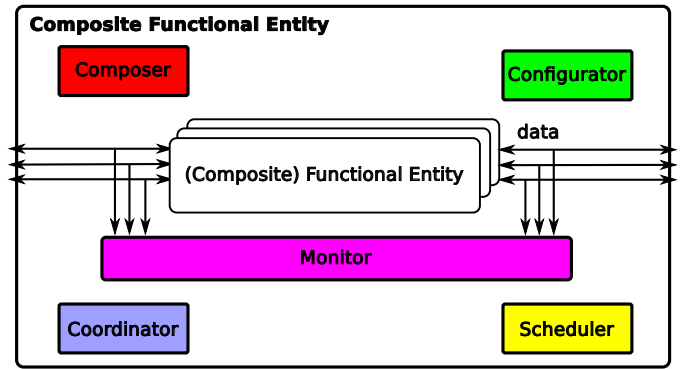 Composite Functional Entity
Composer
Configurator
data
(Composite) Functional Entity
Monitor
Coordinator
Scheduler